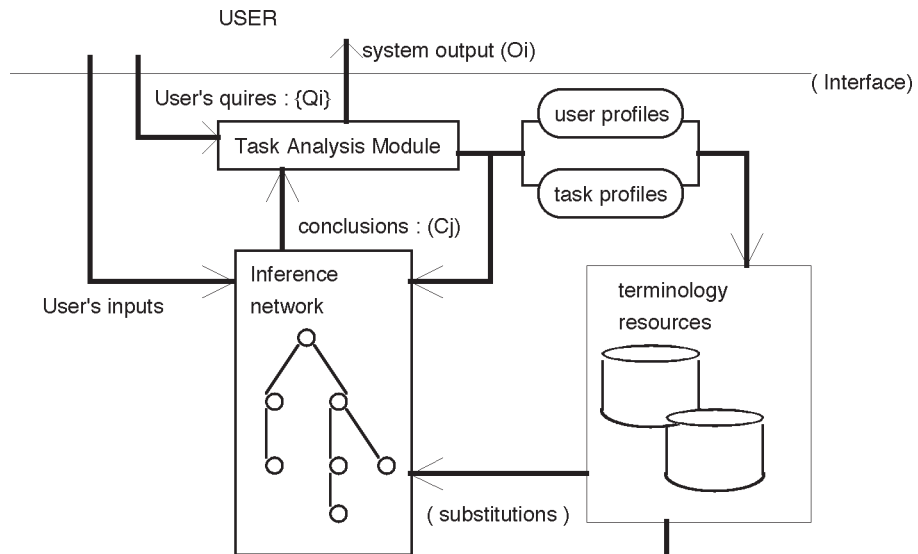 USER
system output (Oi)
( Interface)
User's quires : {Qi}
user profiles
Task Analysis Module
task profiles
conclusions : (Cj)
Inference
network
User's inputs
terminology
resources
( substitutions )